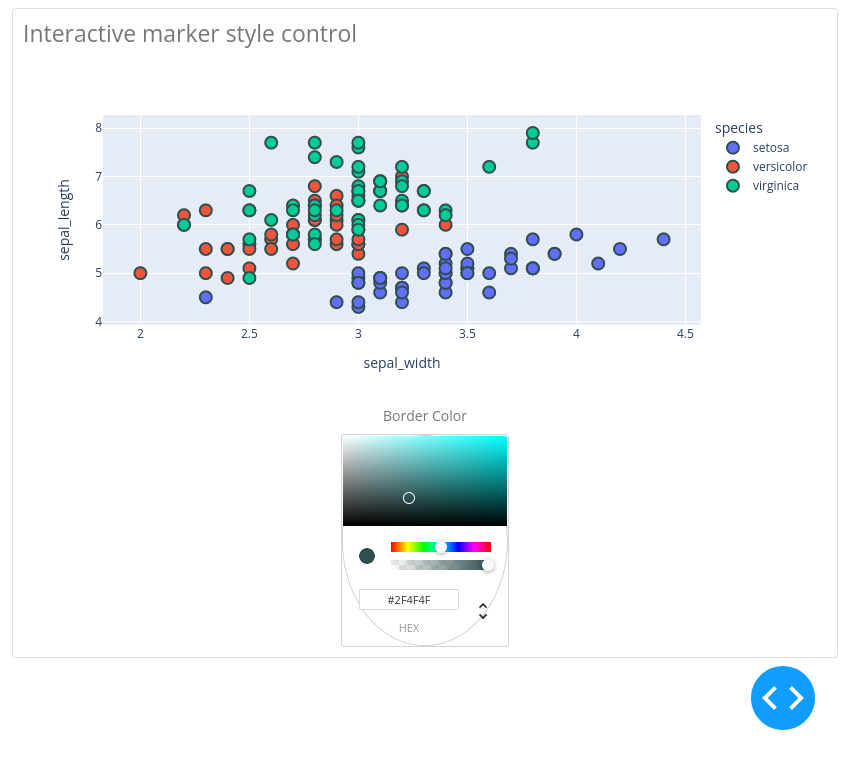 Interactive marker style control
species
setosa
versicolor
virginica
sepal_length
8
7
6
5
4
2
2.5
3
3.5
4
4.5
sepal_width
Border Color
#2F4F4F
HEX